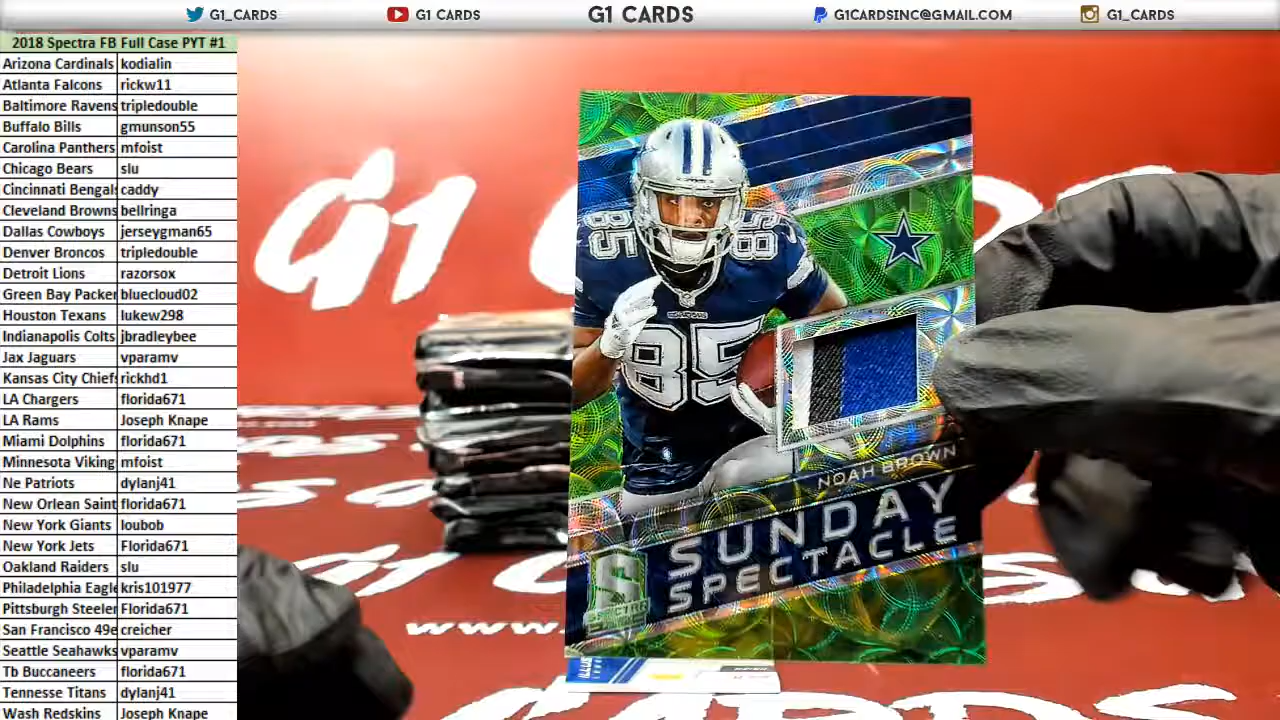 G1_CARDS
G1 CARDS
G1 CARDS
G1CARDSINC@GMAIL.COM
G1_CARDS
2018 Spectra FB Full Case PYT #1
Arizona Cardinals kodialin
Atlanta Falcons rickw11
Baltimore Ravens tripledouble
Buffalo Bills gmunson55
Carolina Panthers mfoist
Chicago Bears slu
Cincinnati Bengals caddy
Cleveland Browns bellringa
Dallas Cowboys jerseygman65
Denver Broncos tripledouble
Detroit Lions razorsox
Green Bay Packer bluecloud02
Houston Texans lukew298
Indianapolis Colts jbradleybee
Jax Jaguars vparamv
Kansas City Chiefs rickhd1
LA Chargers florida671
LA Rams Joseph Knape
Miami Dolphins florida671
Minnesota Viking mfoist
Ne Patriots dylanj41
New Orlean Saint florida671
New York Giants loubob
New York Jets Florida671
Oakland Raiders slu
Philadelphia Eagle kris101977
Pittsburgh Steeler Florida671
San Francisco 49e creicher
Seattle Seahawks vparamv
Tb Buccaneers florida671
Tennesse Titans dylanj41
Wash Redskins Joseph Knape
G1
85
85
85
NOAH BROWN
SUNDAY
SPECTACLE
S
SPECTRA
www.